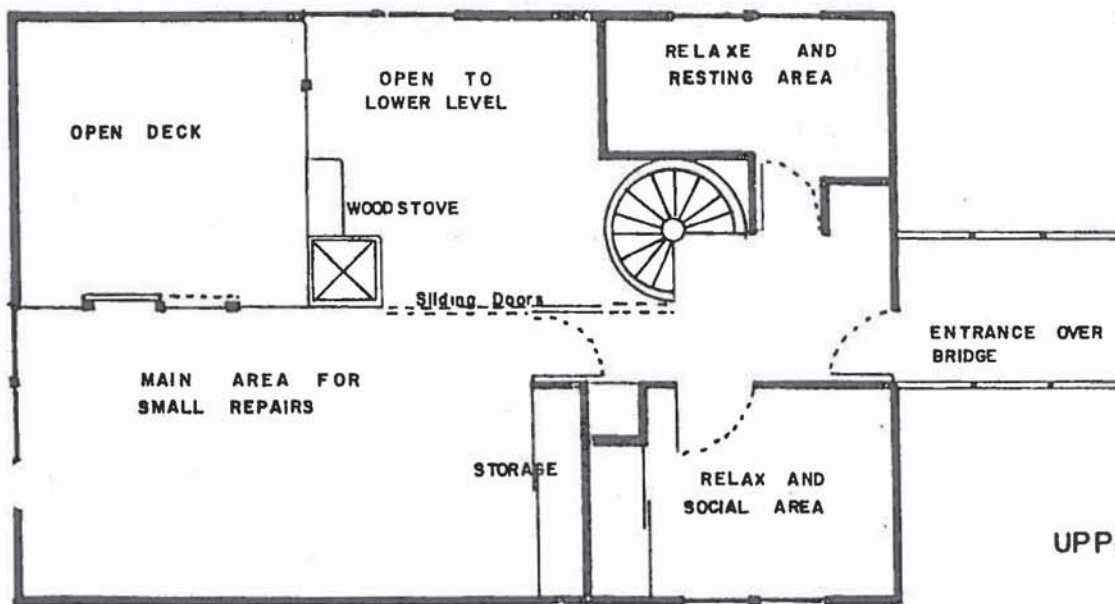 RELAXE AND
RESTING AREA
OPEN TO
LOWER LEVEL
OPEN DECK
WOODSTOVE
Sliding Doors
ENTRANCE OVER
BRIDGE
MAIN AREA FOR
SMALL REPAIRS
STORAGE
RELAX AND
SOCIAL AREA
UPP